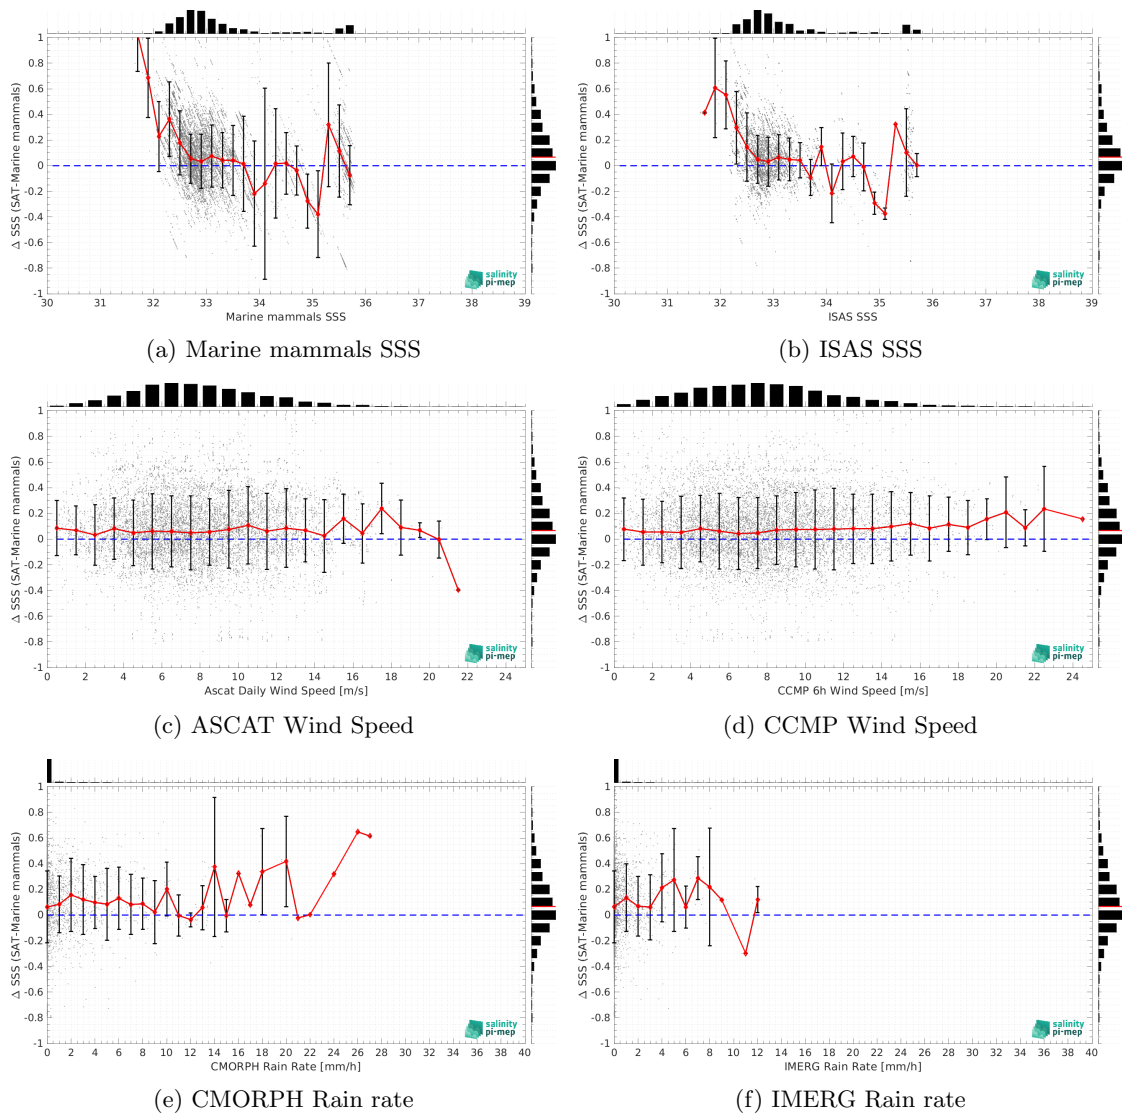 1
0.8
0.6
0.4
0.2
0
-0.2
-0.4
-0.6
-0.8
-1
Δ SSS (SAT-Marine mammals)
salinity
pi-mep
30 31 32 33 34 35 36 37 38 39
Marine mammals SSS
(a) Marine mammals SSS
1
0.8
0.6
0.4
0.2
0
-0.2
-0.4
-0.6
-0.8
-1
Δ SSS (SAT-Marine mammals)
salinity
pi-mep
30 31 32 33 34 35 36 37 38 39
ISAS SSS
(b) ISAS SSS
1
0.8
0.6
0.4
0.2
0
-0.2
-0.4
-0.6
-0.8
-1
Δ SSS (SAT-Marine mammals)
salinity
pi-mep
0 2 4 6 8 10 12 14 16 18 20 22 24
Ascat Daily Wind Speed [m/s]
(c) ASCAT Wind Speed
1
0.8
0.6
0.4
0.2
0
-0.2
-0.4
-0.6
-0.8
-1
Δ SSS (SAT-Marine mammals)
salinity
pi-mep
0 2 4 6 8 10 12 14 16 18 20 22 24
CCMP 6h Wind Speed [m/s]
(d) CCMP Wind Speed
1
0.8
0.6
0.4
0.2
0
-0.2
-0.4
-0.6
-0.8
-1
Δ SSS (SAT-Marine mammals)
salinity
pi-mep
0 2 4 6 8 10 12 14 16 18 20 22 24 26 28 30 32 34 36 38 40
CMORPH Rain Rate [mm/h]
(e) CMORPH Rain rate
1
0.8
0.6
0.4
0.2
0
-0.2
-0.4
-0.6
-0.8
-1
Δ SSS (SAT-Marine mammals)
salinity
pi-mep
0 2 4 6 8 10 12 14 16 18 20 22 24 26 28 30 32 34 36 38 40
IMERG Rain Rate [mm/h]
(f) IMERG Rain rate